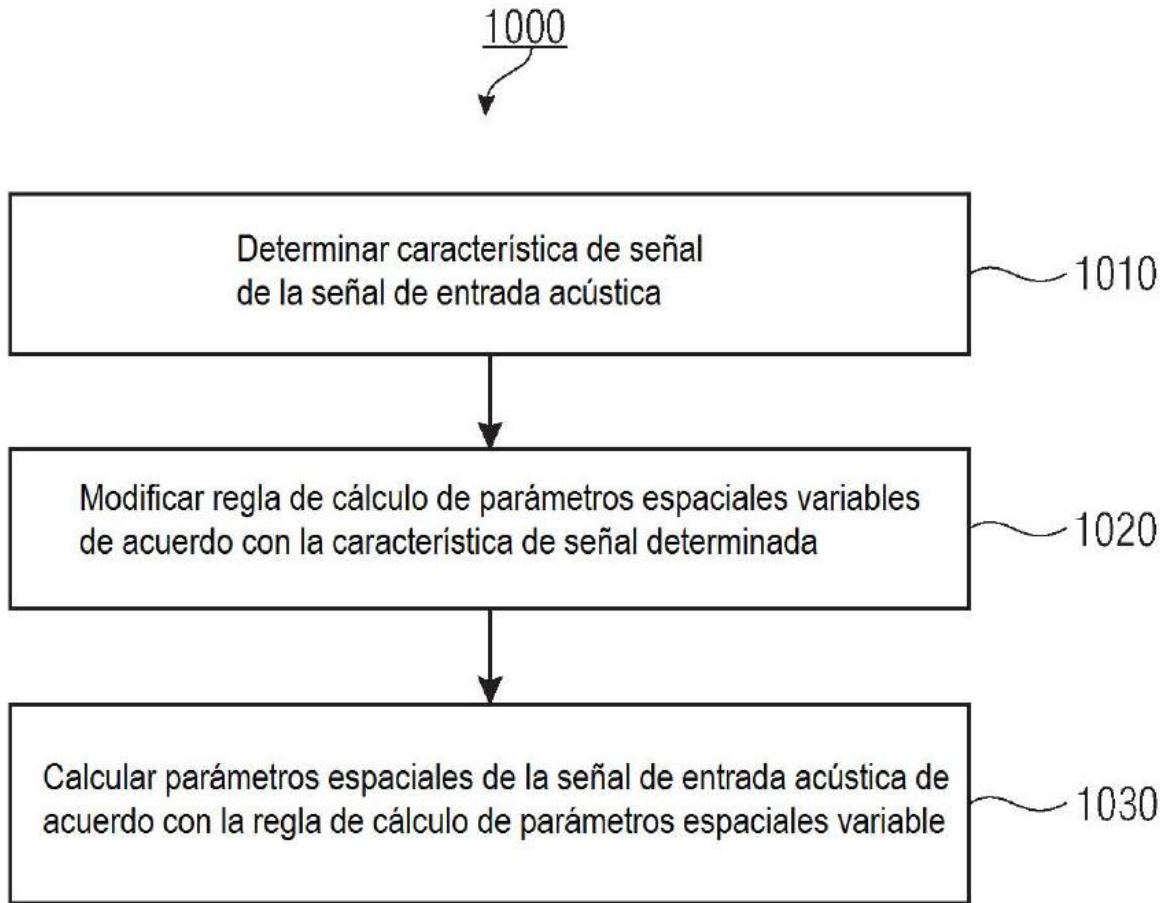 1000
Determinar característica de señal
de la señal de entrada acústica
1010
Modificar regla de cálculo de parámetros espaciales variables
de acuerdo con la característica de señal determinada
1020
Calcular parámetros espaciales de la señal de entrada acústica de
acuerdo con la regla de cálculo de parámetros espaciales variable
1030